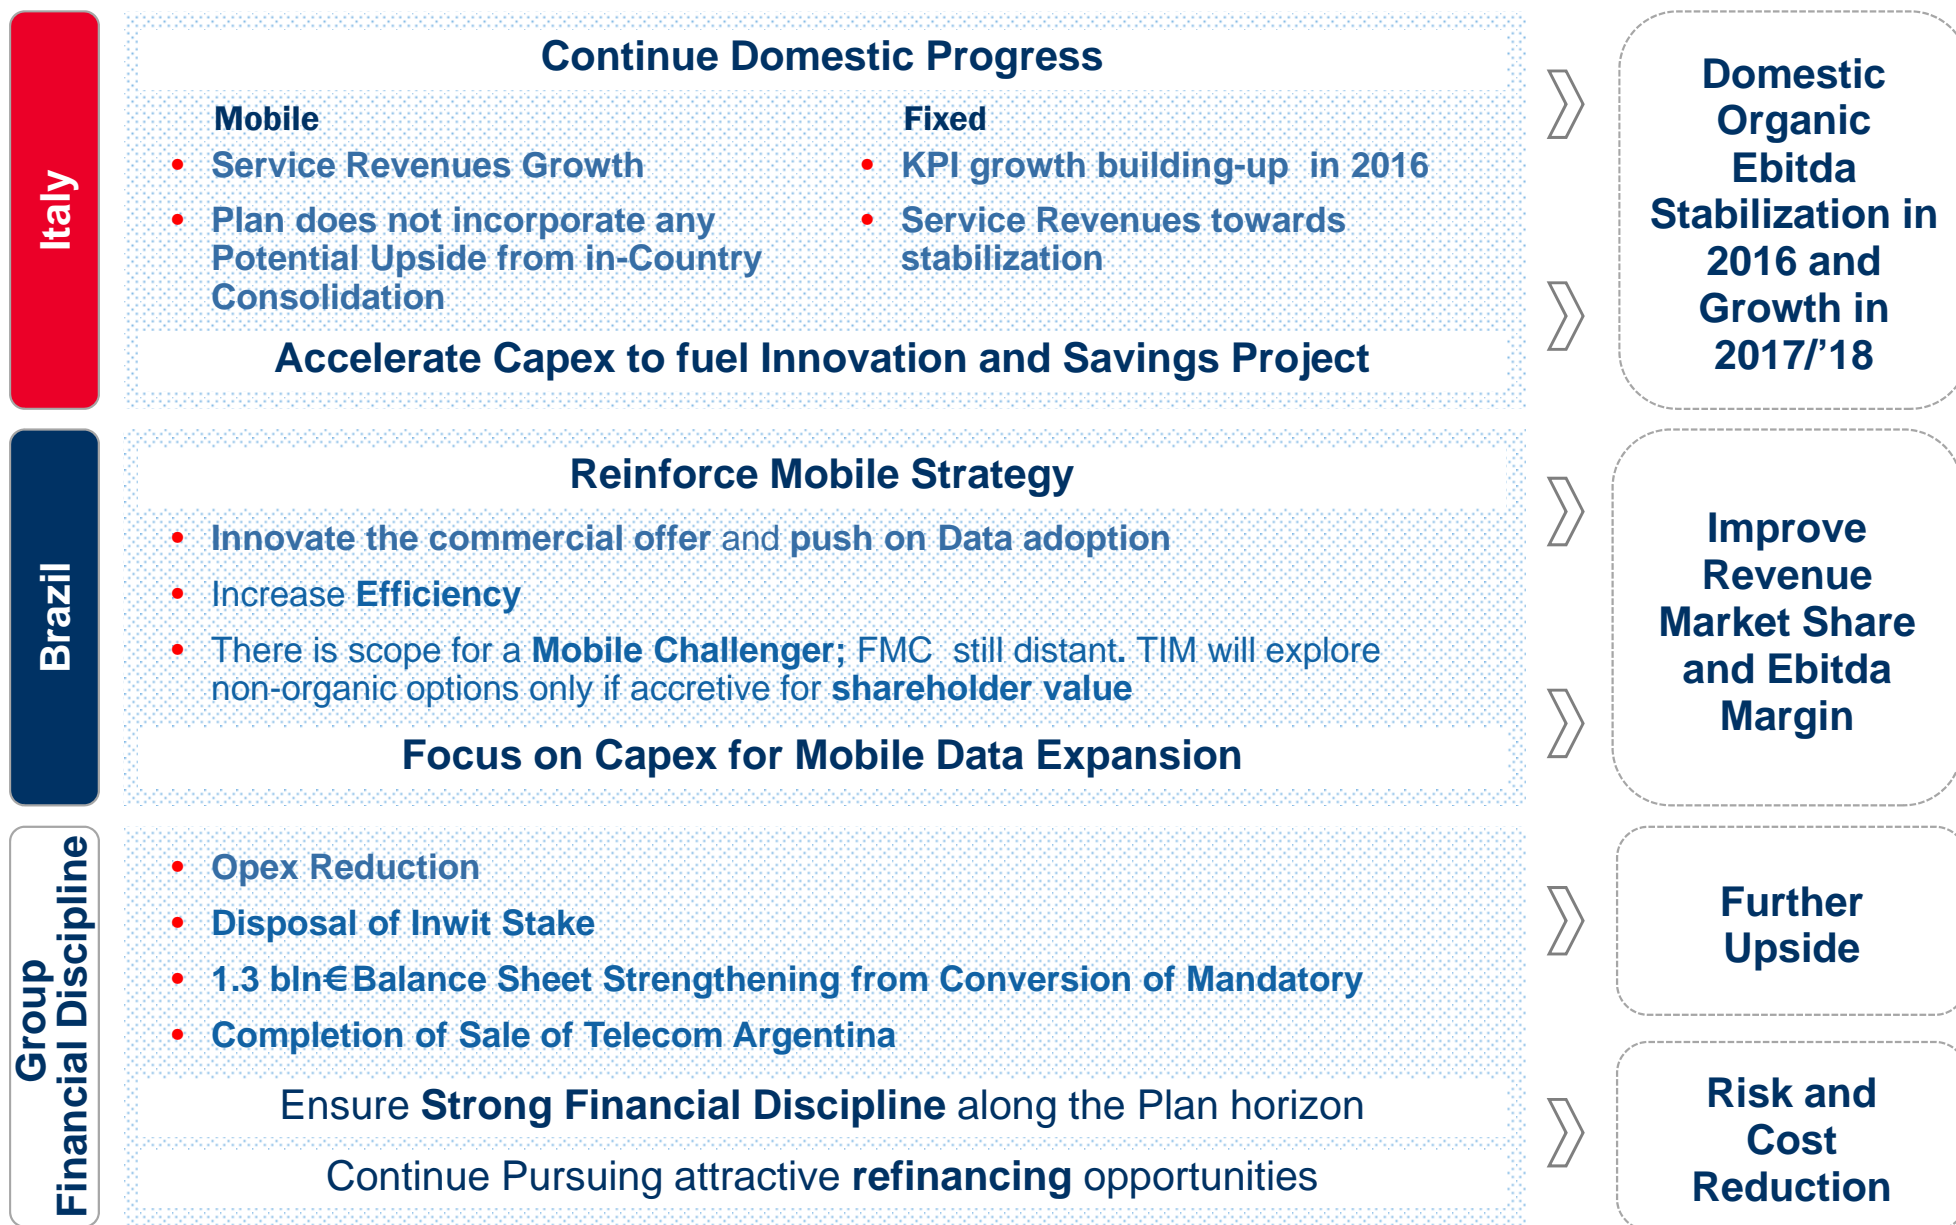 Italy
Continue Domestic Progress
Mobile
• Service Revenues Growth
• Plan does not incorporate any
Potential Upside from in-Country
Consolidation
Fixed
• KPI growth building-up in 2016
• Service Revenues towards
stabilization
Accelerate Capex to fuel Innovation and Savings Project
Domestic
Organic
Ebitda
Stabilization in
2016 and
Growth in
2017/’18
Brazil
Reinforce Mobile Strategy
• Innovate the commercial offer and push on Data adoption
• Increase Efficiency
• There is scope for a Mobile Challenger; FMC still distant. TIM will explore
non-organic options only if accretive for shareholder value
Focus on Capex for Mobile Data Expansion
Improve
Revenue
Market Share
and Ebitda
Margin
Group
Financial Discipline
• Opex Reduction
• Disposal of Inwit Stake
• 1.3 bln€ Balance Sheet Strengthening from Conversion of Mandatory
• Completion of Sale of Telecom Argentina
Ensure Strong Financial Discipline along the Plan horizon
Continue Pursuing attractive refinancing opportunities
Further
Upside
Risk and
Cost
Reduction